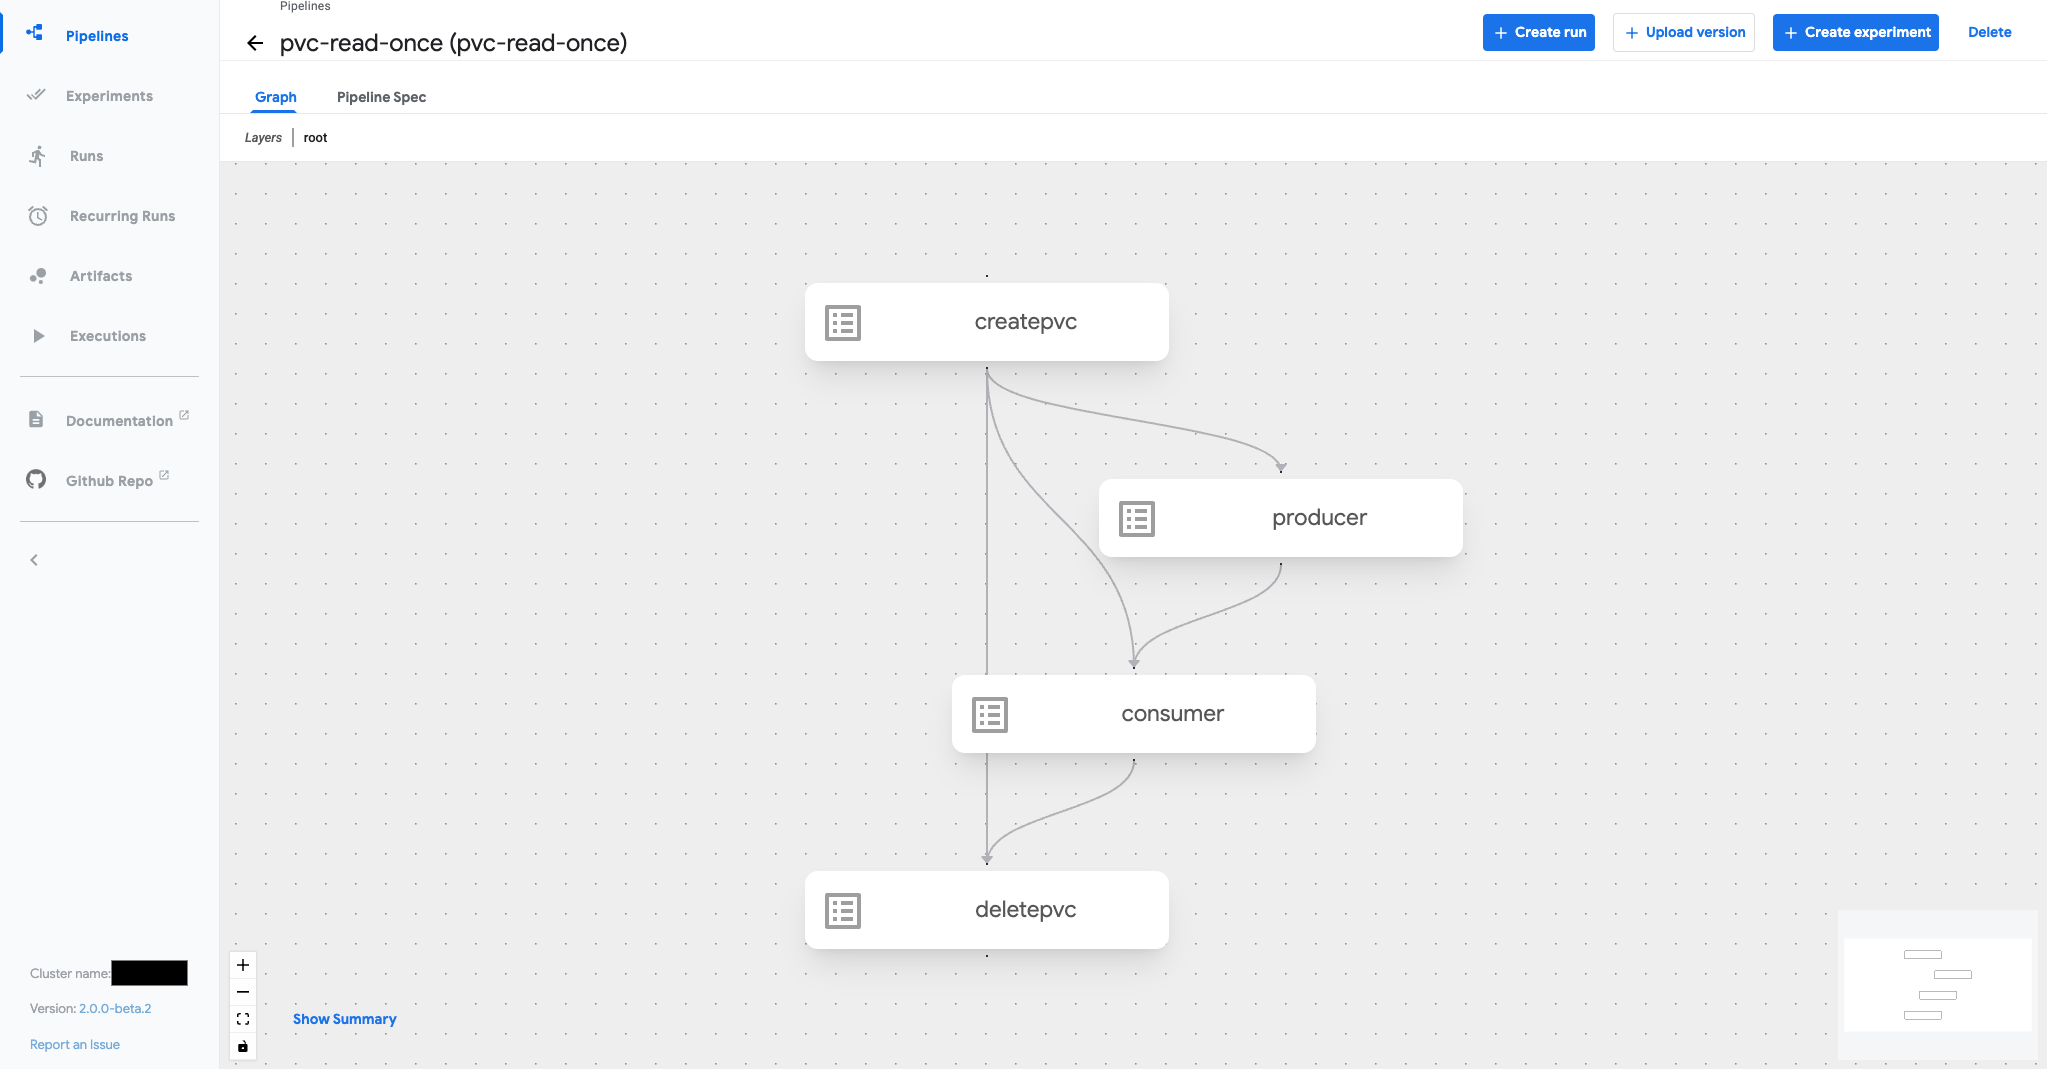 Pipelines
Experiments
Runs
Recurring Runs
Artifacts
Executions
Documentation
Github Repo
Cluster name:
Version: 2.0.0-beta.2
Report an Issue
Pipelines
pvc-read-once (pvc-read-once)
+ Create run
+ Upload version
+ Create experiment
Delete
Graph
Pipeline Spec
Layers | root
createpvc
producer
consumer
deletepvc
Show Summary